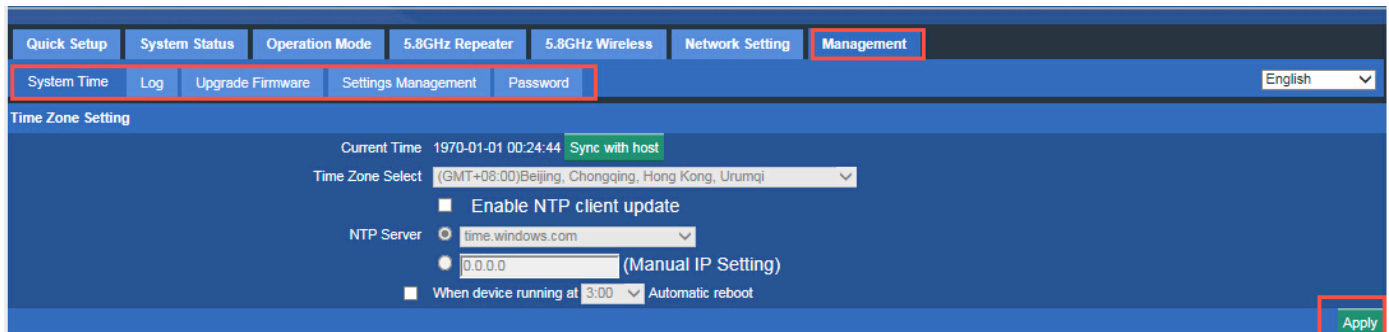 Quick Setup System Status Operation Mode 5.8GHz Repeater 5.8GHz Wireless Network Setting Management
System Time Log Upgrade Firmware Settings Management Password English
Time Zone Setting
Current Time 1970-01-01 00:24:44 Sync with host
Time Zone Select (GMT+08:00)Beijing, Chongqing, Hong Kong, Urumqi
Enable NTP client update
NTP Server time.windows.com
0.0.0.0 (Manual IP Setting)
When device running at 3:00 Automatic reboot
Apply